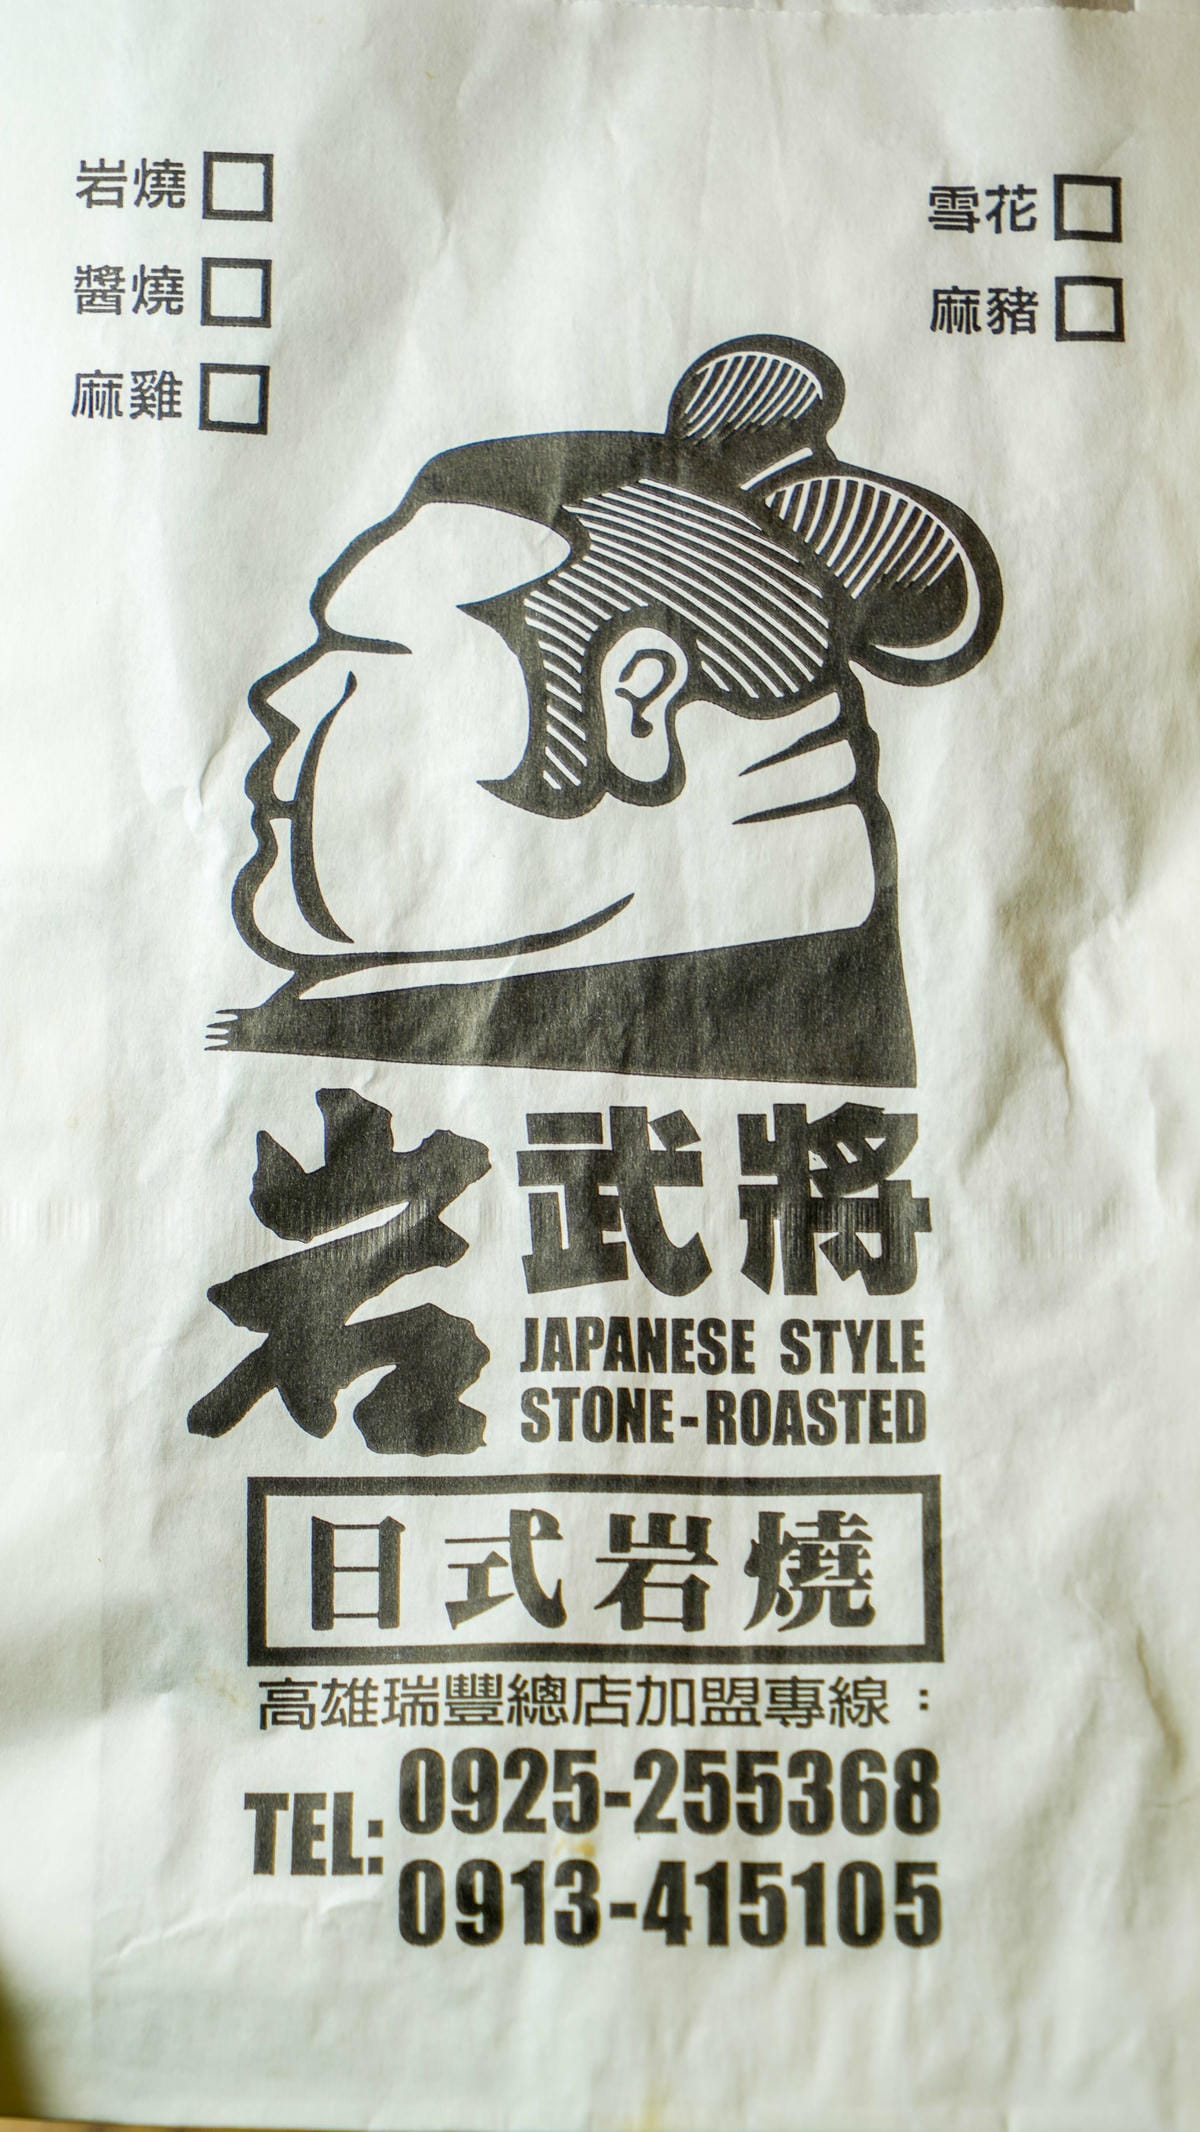 岩燒
醬燒
麻雞
雪花
麻豬
岩武將
JAPANESE STYLE
STONE-ROASTED
日式岩燒
高雄瑞豐總店加盟專線：
TEL: 0925-255368
0913-415105